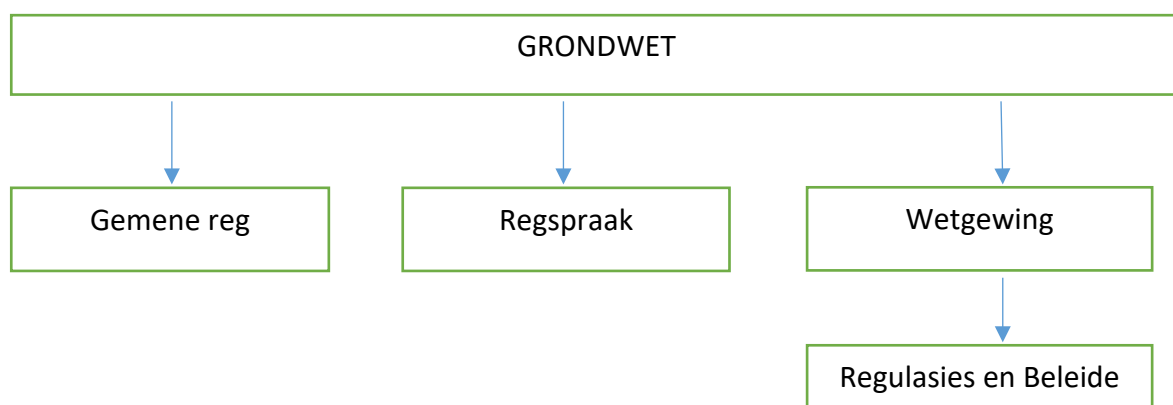 GRONDWET
Gemene reg
Regspraak
Wetgewing
Regulasies en Beleide